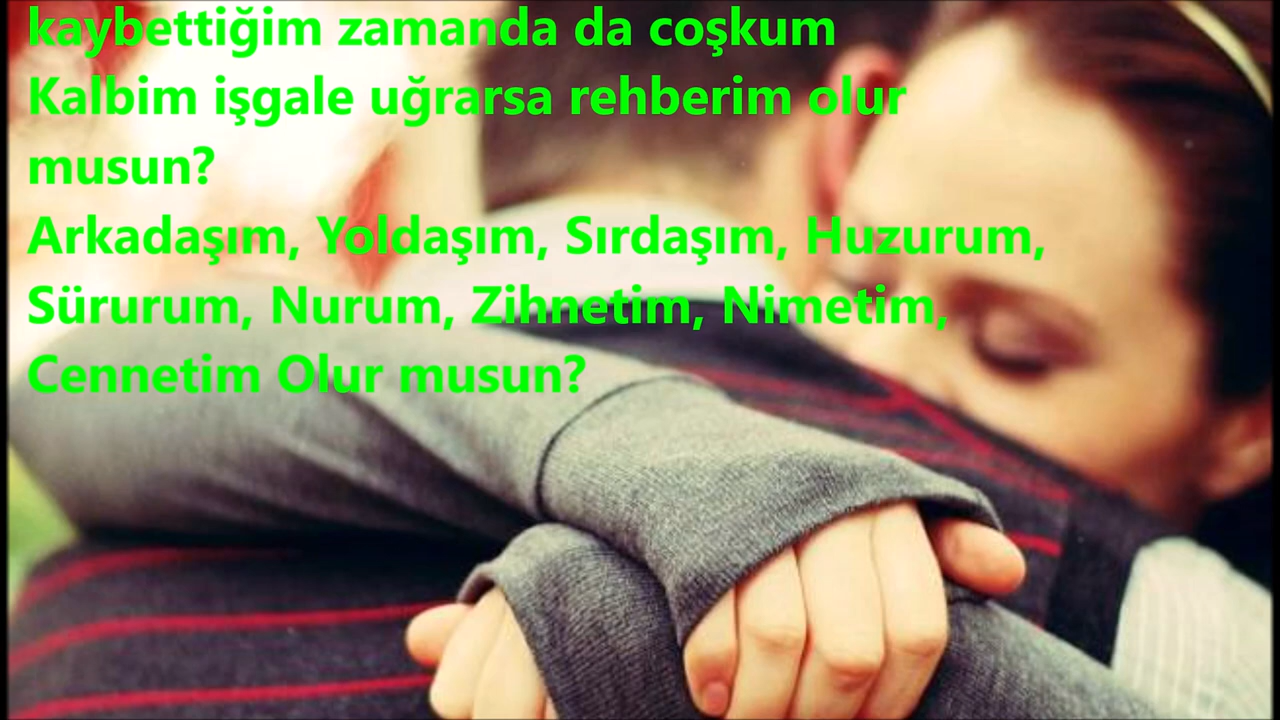 kaybettiğim zamanda da coşkum
Kalbim işgale uğrarsa rehberim olur
musun?
Arkadaşım, Yoldaşım, Sırdaşım, Huzurum,
Sürurum, Nurum, Zihnetim, Nimetim,
Cennetim Olur musun?